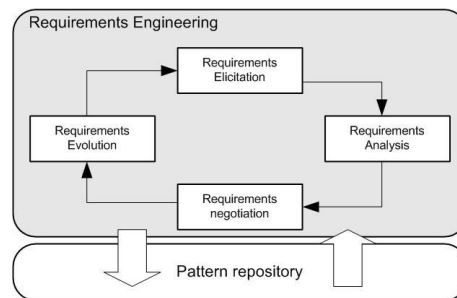 Requirements Engineering
Requirements
Elicitation
Requirements
Evolution
Requirements
Analysis
Requirements
negotiation
Pattern repository